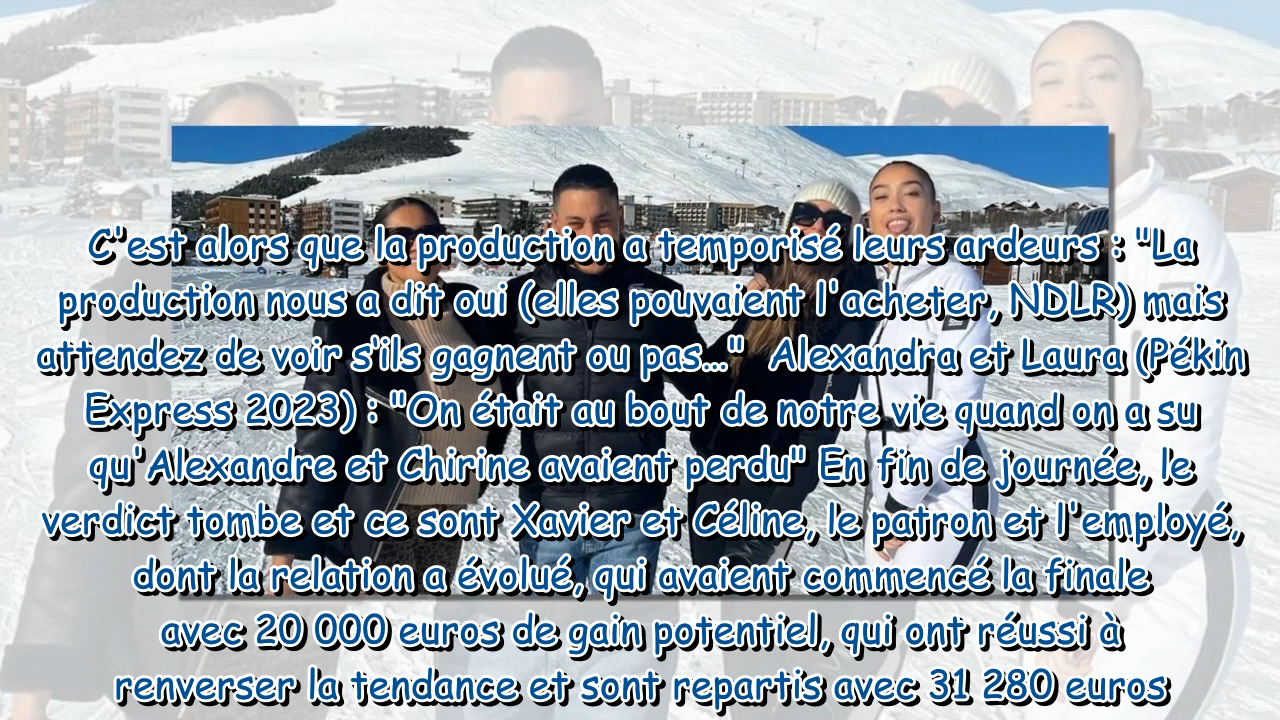 C'est alors que la production a temporisé leurs ardeurs : "La
production nous a dit oui (elles pouvaient l'acheter, NDLR) mais
attendez de voir s'ils gagnent ou pas..." Alexandra et Laura (Pékin
Express 2023) : "On était au bout de notre vie quand on a su
qu'Alexandre et Chirine avaient perdu" En fin de journée, le
verdict tombe et ce sont Xavier et Céline, le patron et l'employé,
dont la relation a évolué, qui avaient commencé la finale
avec 20 000 euros de gain potentiel, qui ont réussi à
renverser la tendance et sont repartis avec 31 280 euros